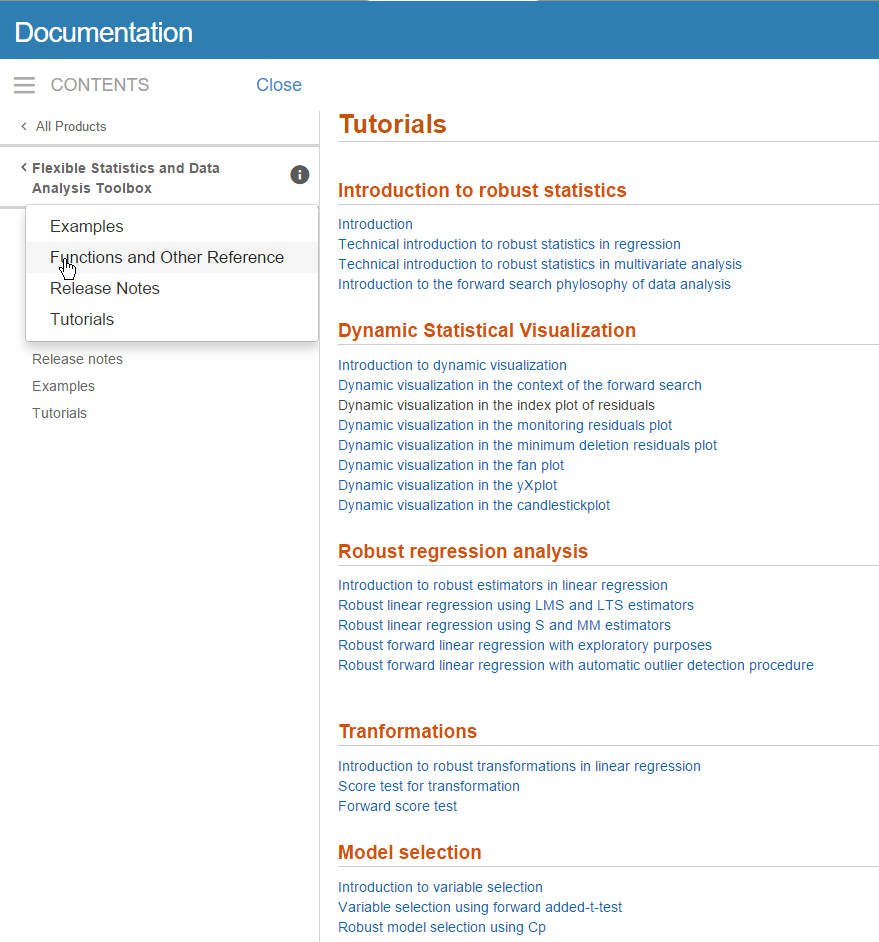 Documentation
CONTENTS
Close
All Products
Flexible Statistics and Data
Analysis Toolbox
Examples
Functions and Other Reference
Release Notes
Tutorials
Release notes
Examples
Tutorials
Tutorials
Introduction to robust statistics
Introduction
Technical introduction to robust statistics in regression
Technical introduction to robust statistics in multivariate analysis
Introduction to the forward search phylosophy of data analysis
Dynamic Statistical Visualization
Introduction to dynamic visualization
Dynamic visualization in the context of the forward search
Dynamic visualization in the index plot of residuals
Dynamic visualization in the monitoring residuals plot
Dynamic visualization in the minimum deletion residuals plot
Dynamic visualization in the fan plot
Dynamic visualization in the yXplot
Dynamic visualization in the candlestickplot
Robust regression analysis
Introduction to robust estimators in linear regression
Robust linear regression using LMS and LTS estimators
Robust linear regression using S and MM estimators
Robust forward linear regression with exploratory purposes
Robust forward linear regression with automatic outlier detection procedure
Tranformations
Introduction to robust transformations in linear regression
Score test for transformation
Forward score test
Model selection
Introduction to variable selection
Variable selection using forward added-t-test
Robust model selection using Cp